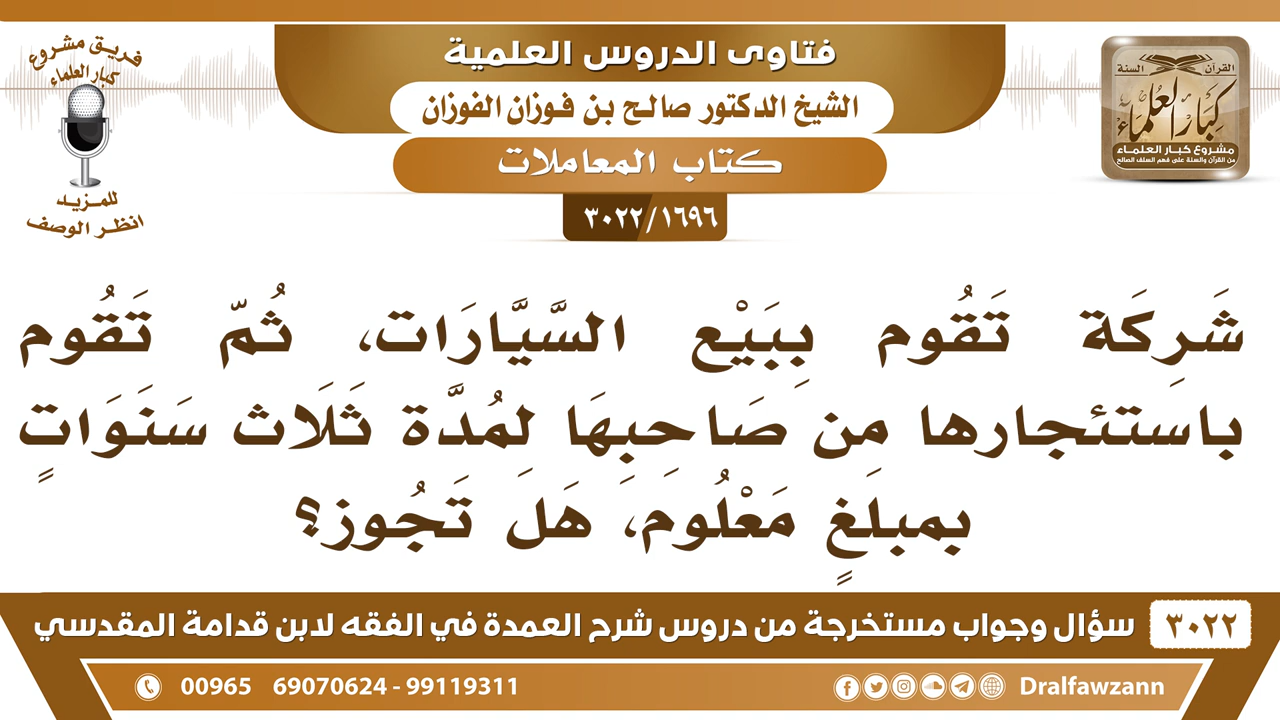 فريق مشروع
كبار العلماء
للمزيد
انظر الوصف
فتاوى الدروس العلمية
الشيخ الدكتور صالح بن فوزان الفوزان
كتاب المعاملات
٣٠٢٢/١٦٩٦
القرآن السنة
كبار العلماء
مشروع كبار العلماء
من القرآن والسنة على فهم السلف الصالح
شَرِكَة تَقُوم بِبَيْع السَّيَّارَات، ثُمّ تَقُوم
بِاستئجارها مِن صَاحِبِهَا لمُدَّة ثَلَاث سَنَوَاتٍ
بمبلَغٍ مَعْلُوم، هَل تَجُوز؟
سؤال وجواب مستخرجة من دروس شرح العمدة في الفقه لابن قدامة المقدسي
٣٠٢٢
00965 69070624 - 99119311
Dralfawzann